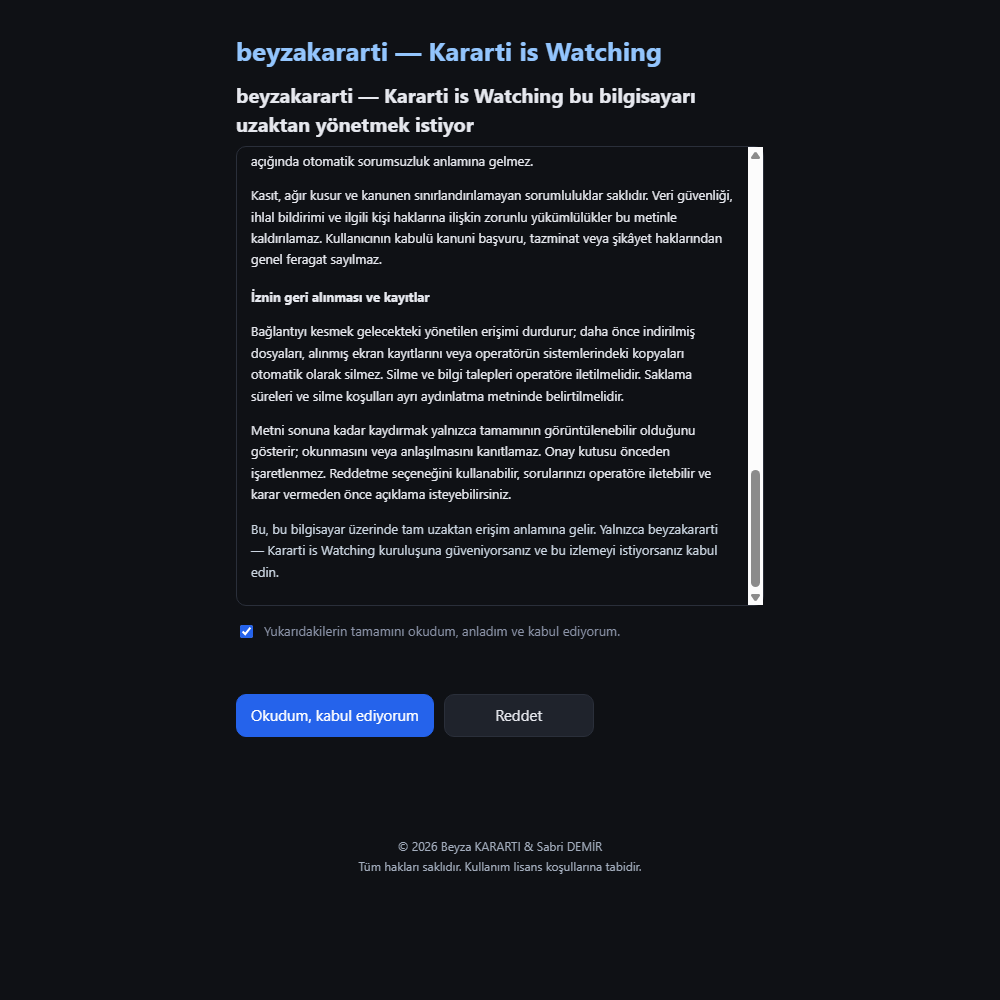 beyzakararti — Kararti is Watching
beyzakararti — Kararti is Watching bu bilgisayarı
uzaktan yönetmek istiyor
açığında otomatik sorumsuzluk anlamına gelmez.
Kasıt, ağır kusur ve kanunen sınırlandırılamayan sorumluluklar saklıdır. Veri güvenliği,
ihlal bildirimi ve ilgili kişi haklarına ilişkin zorunlu yükümlülükler bu metinle
kaldırılamaz. Kullanıcının kabulü kanuni başvuru, tazminat veya şikâyet haklarından
genel feragat sayılmaz.
İznin geri alınması ve kayıtlar
Bağlantıyı kesmek gelecekteki yönetilen erişimi durdurur; daha önce indirilmiş
dosyaları, alınmış ekran kayıtlarını veya operatörün sistemlerindeki kopyaları
otomatik olarak silmez. Silme ve bilgi talepleri operatöre iletilmelidir. Saklama
süreleri ve silme koşulları ayrı aydınlatma metninde belirtilmelidir.
Metni sonuna kadar kaydırmak yalnızca tamamının görüntülenebilir olduğunu
gösterir; okunmasını veya anlaşılmasını kanıtlamaz. Onay kutusu önceden
işaretlenmez. Reddetme seçeneğini kullanabilir, sorularınızı operatöre iletebilir ve
karar vermeden önce açıklama isteyebilirsiniz.
Bu, bu bilgisayar üzerinde tam uzaktan erişim anlamına gelir. Yalnızca beyzakararti
— Kararti is Watching kuruluşuna güveniyorsanız ve bu izlemeyi istiyorsanız kabul
edin.
Yukarıdakilerin tamamını okudum, anladım ve kabul ediyorum.
Okudum, kabul ediyorum
Reddet
© 2026 Beyza KARARTI & Sabri DEMİR
Tüm hakları saklıdır. Kullanım lisans koşullarına tabidir.